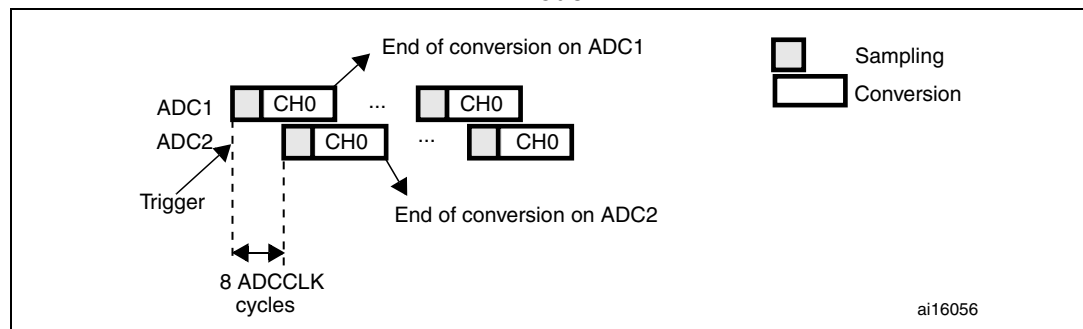 End of conversion on ADC1
Sampling
Conversion
ADC1 CH0 ... CH0
ADC2 CH0 ... CH0
Trigger
End of conversion on ADC2
8 ADCCLK
cycles
ai16056